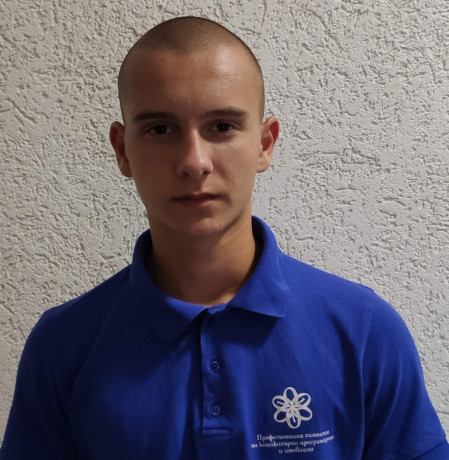 Професионална гимназия
по компютърно програмиране
и иновации